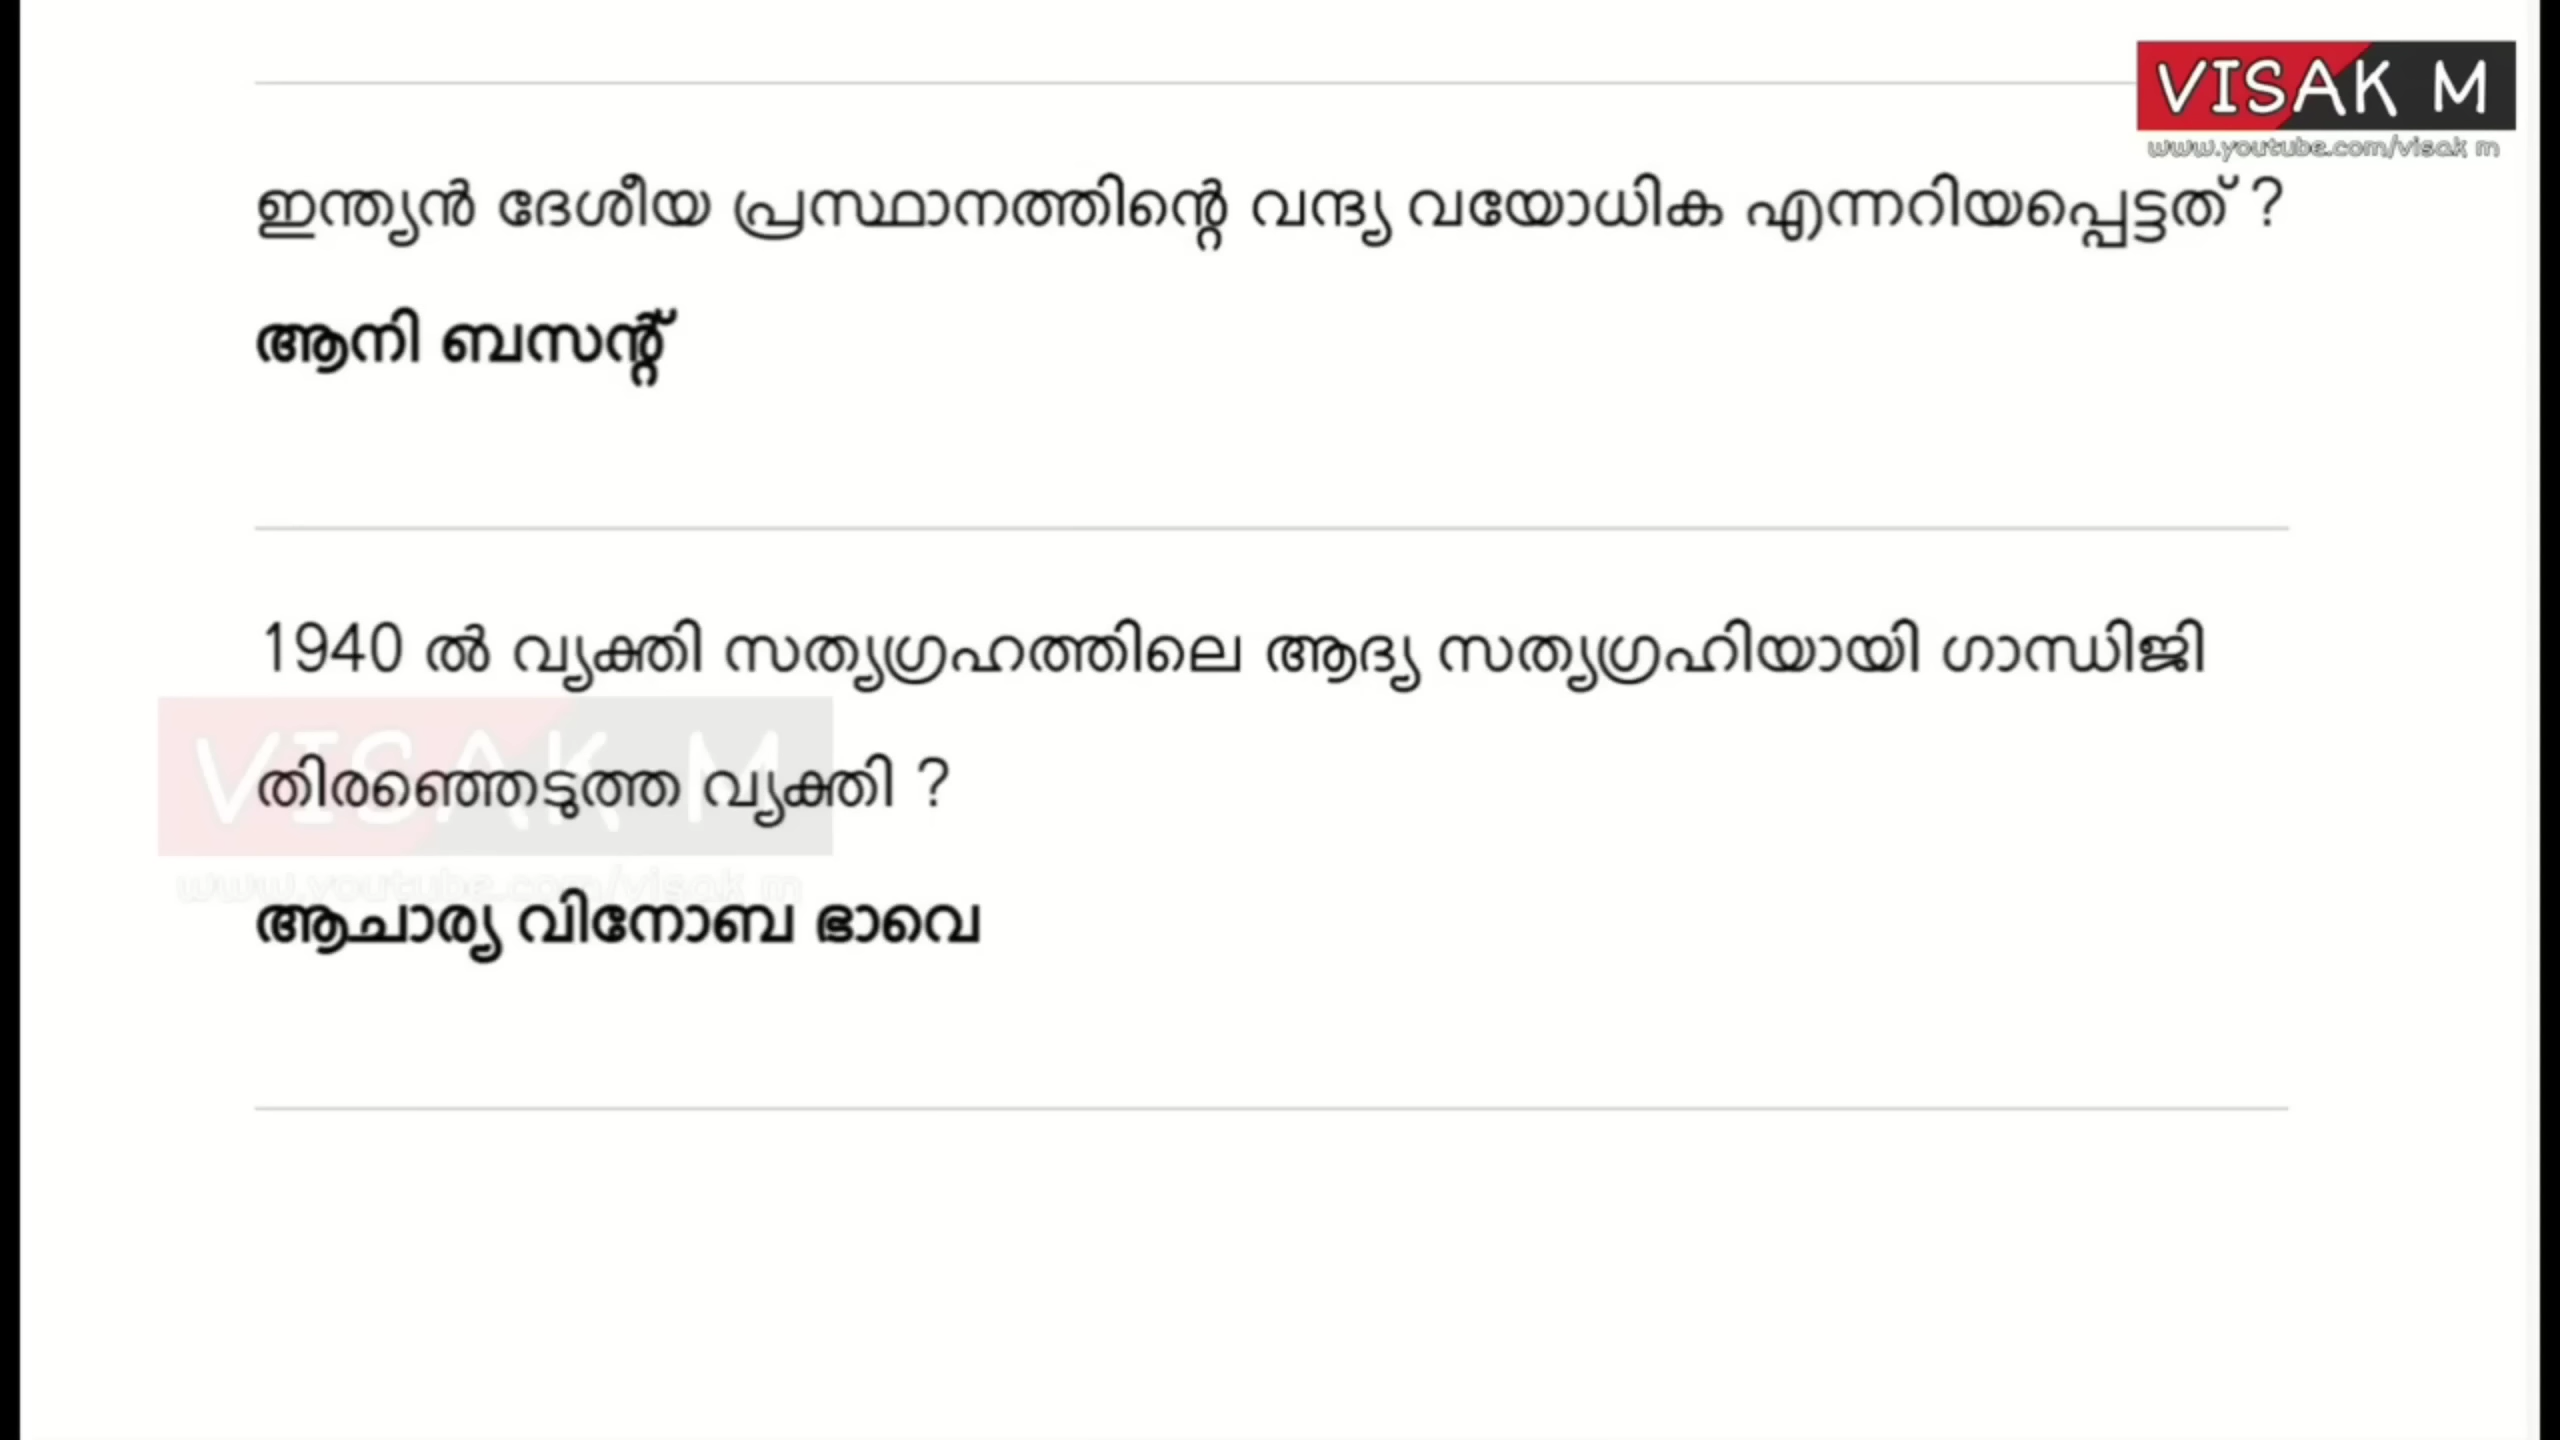 VISAK M
www.youtube.com/visak m
ഇന്ത്യൻ ദേശീയ പ്രസ്ഥാനത്തിന്റെ വന്ദ്യ വയോധിക എന്നറിയപ്പെട്ടത് ?
ആനി ബസന്റ്
1940 ൽ വ്യക്തി സത്യഗ്രഹത്തിലെ ആദ്യ സത്യഗ്രഹിയായി ഗാന്ധിജി
തിരഞ്ഞെടുത്ത വ്യക്തി ?
VISAK M
www.youtube.com/visak m
ആചാര്യ വിനോബ ഭാവെ